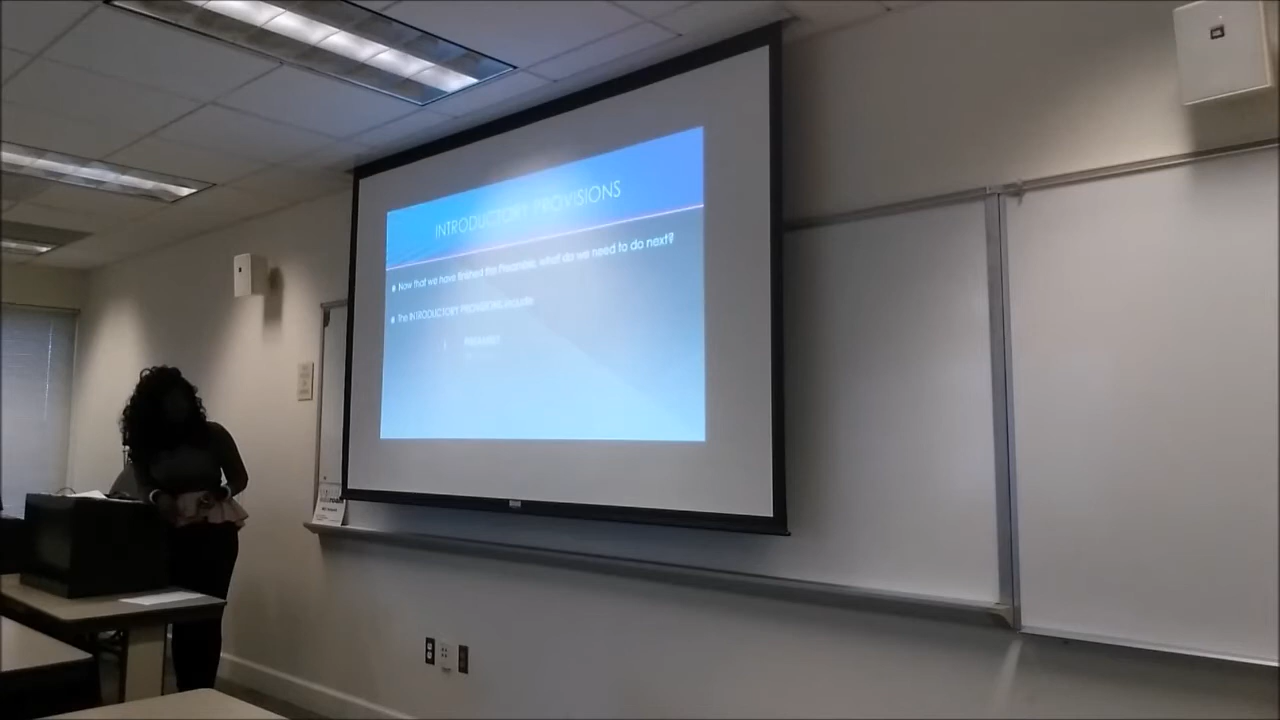 INTRODUCTORY PROVISIONS
Now that we have finished the Preamble, what do we need to do next?
The INTRODUCTORY PROVISIONS include